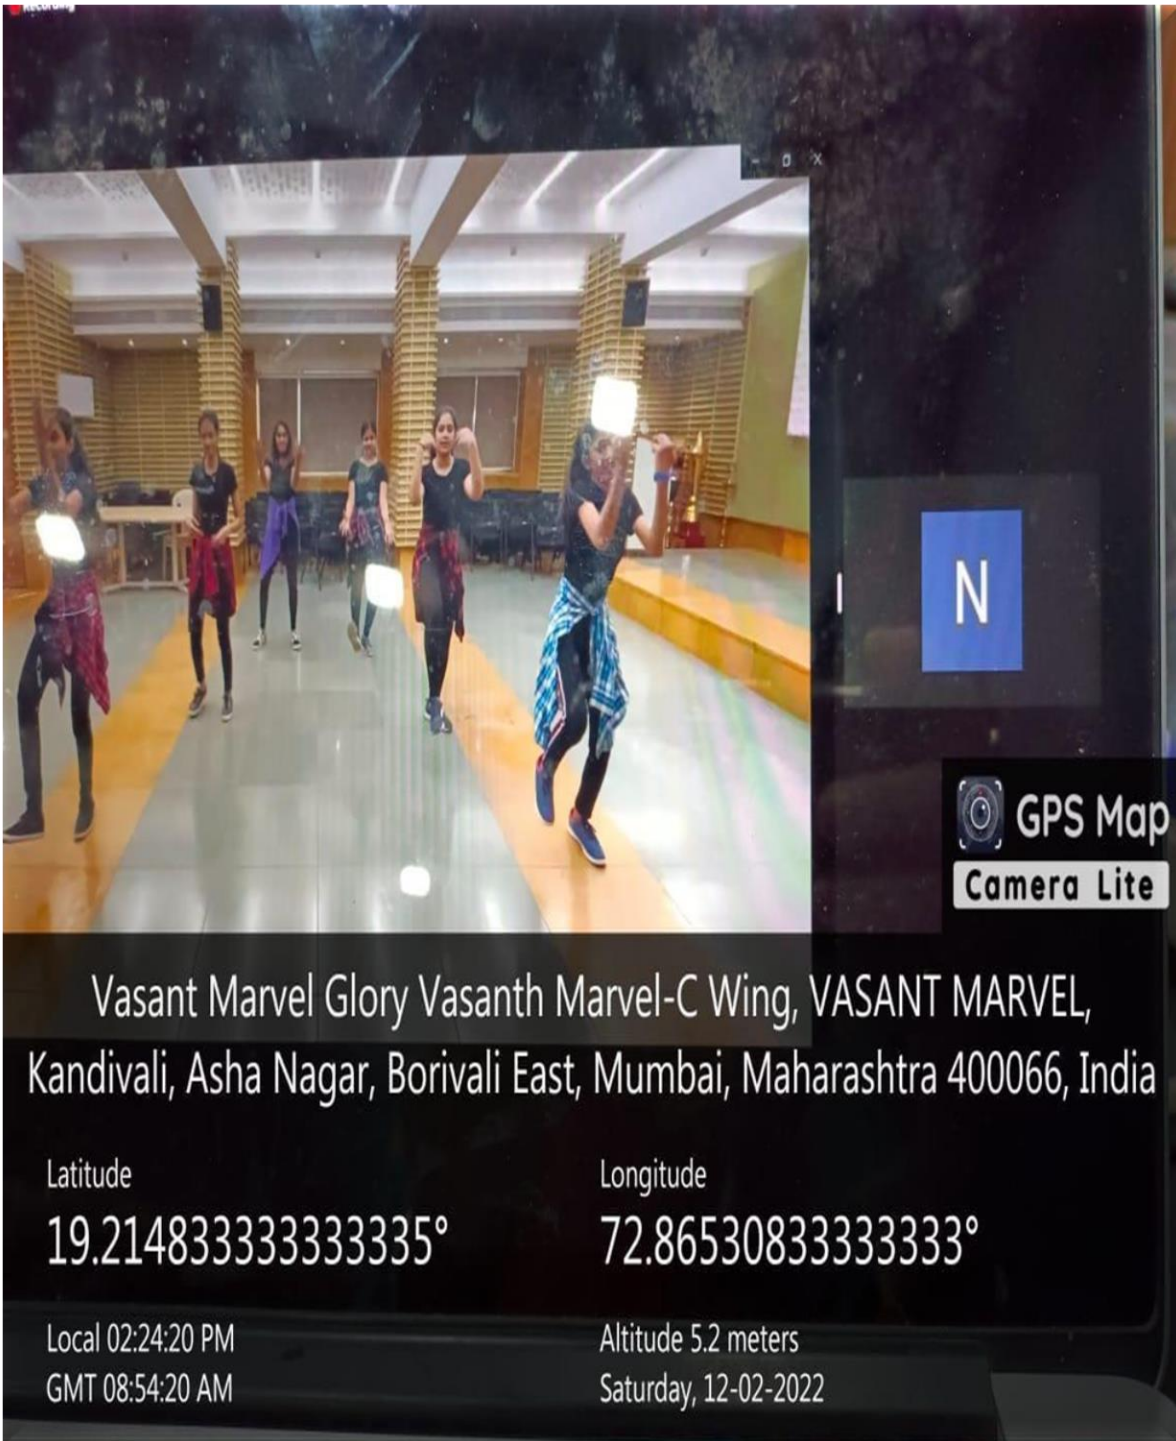 Recording
N
GPS Map
Camera Lite
Vasant Marvel Glory Vasanth Marvel-C Wing, VASANT MARVEL,
Kandivali, Asha Nagar, Borivali East, Mumbai, Maharashtra 400066, India
Latitude
19.214833333333335°
Longitude
72.86530833333333°
Local 02:24:20 PM
GMT 08:54:20 AM
Altitude 5.2 meters
Saturday, 12-02-2022